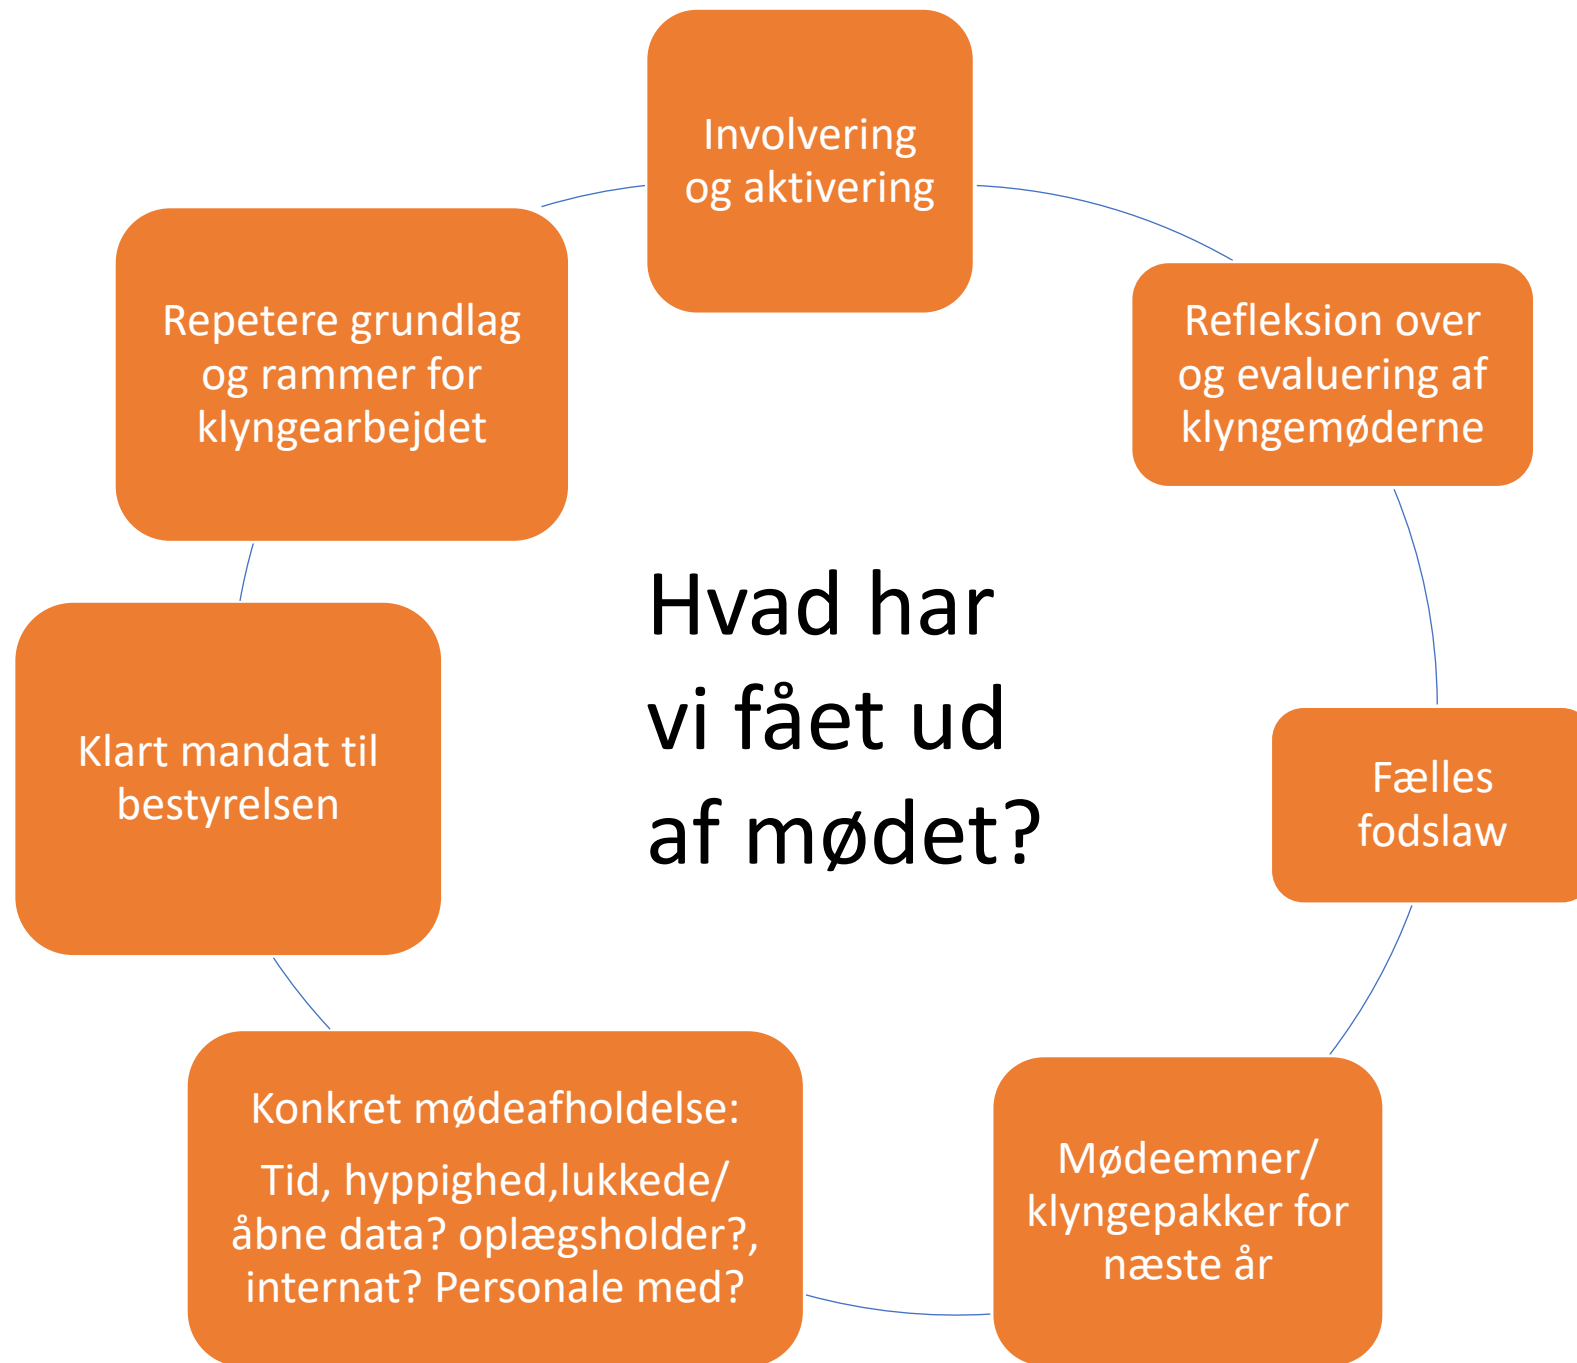 Involvering
og aktivering
Refleksion over
og evaluering af
klyngemøderne
Fælles
fodslaw
Mødeemner/
klyngepakker for
næste år
Konkret mødeafholdelse:
Tid, hyppighed,lukkede/
åbne data? oplægsholder?,
internat? Personale med?
Klart mandat til
bestyrelsen
Repetere grundlag
og rammer for
klyngearbejdet
Hvad har
vi fået ud
af mødet?